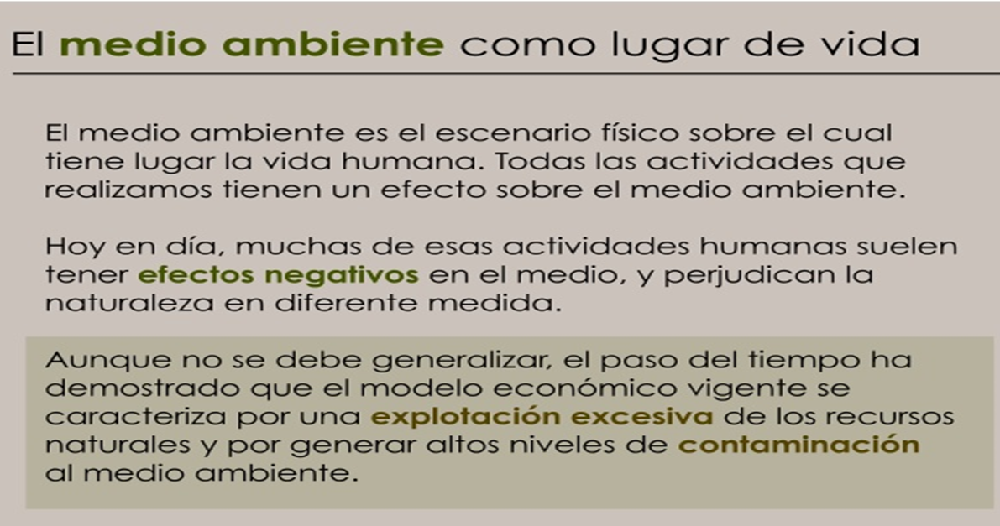 El medio ambiente como lugar de vida
El medio ambiente es el escenario físico sobre el cual
tiene lugar la vida humana. Todas las actividades que
realizamos tienen un efecto sobre el medio ambiente.
Hoy en día, muchas de esas actividades humanas suelen
tener efectos negativos en el medio, y perjudican la
naturaleza en diferente medida.
Aunque no se debe generalizar, el paso del tiempo ha
demostrado que el modelo económico vigente se
caracteriza por una explotación excesiva de los recursos
naturales y por generar altos niveles de contaminación
al medio ambiente.